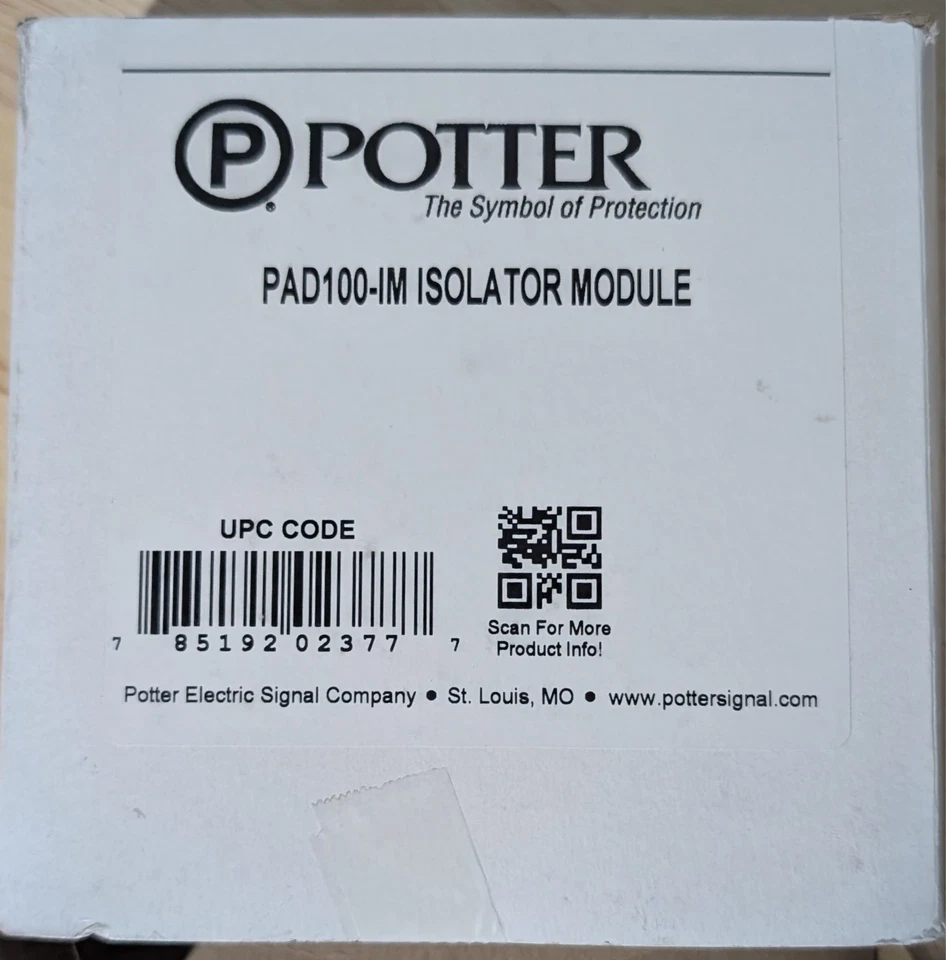 P POTTER
®
The Symbol of Protection
PAD100-IM ISOLATOR MODULE
UPC CODE
7 85192 02377 7
Scan For More
Product Info!
Potter Electric Signal Company • St. Louis, MO • www.pottersignal.com